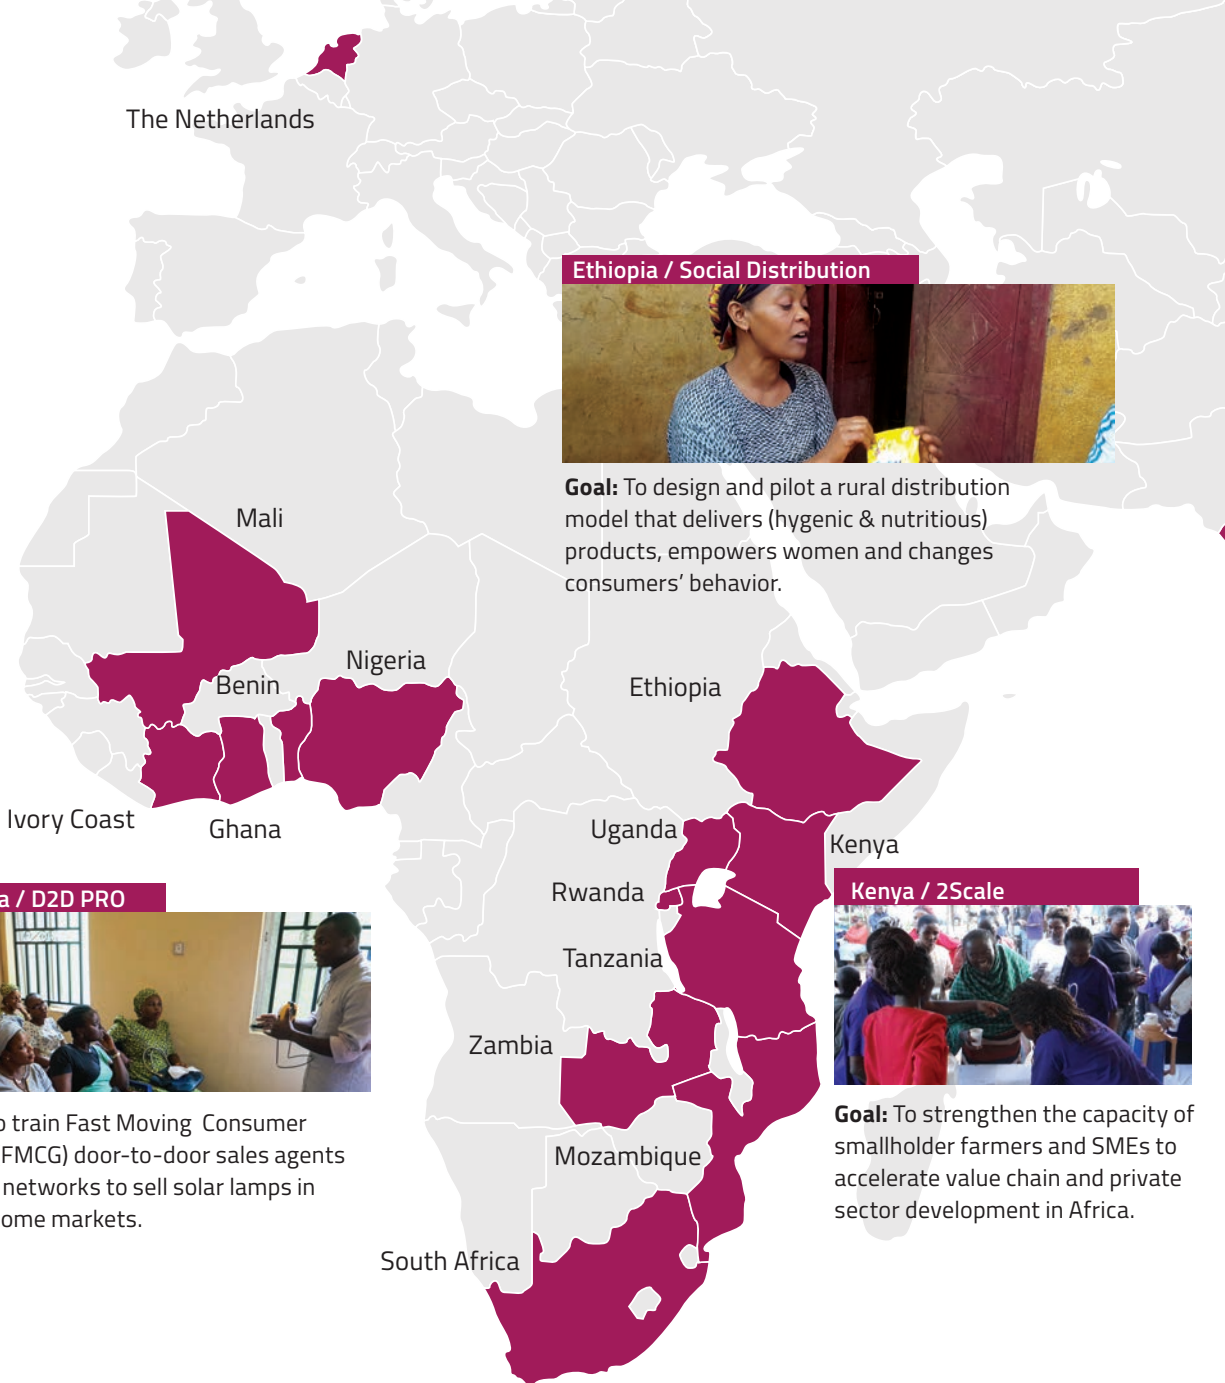 The Netherlands
Ethiopia / Social Distribution
Goal: To design and pilot a rural distribution
model that delivers (hygenic & nutritious)
products, empowers women and changes
consumers’ behavior.
Mali
Nigeria
Benin
Ethiopia
Ivory Coast
Ghana
Uganda
Kenya
Rwanda
Tanzania
Zambia
Mozambique
South Africa
a / D2D PRO
o train Fast Moving Consumer
FMCG) door-to-door sales agents
networks to sell solar lamps in
ome markets.
Kenya / 2Scale
Goal: To strengthen the capacity of
smallholder farmers and SMEs to
accelerate value chain and private
sector development in Africa.